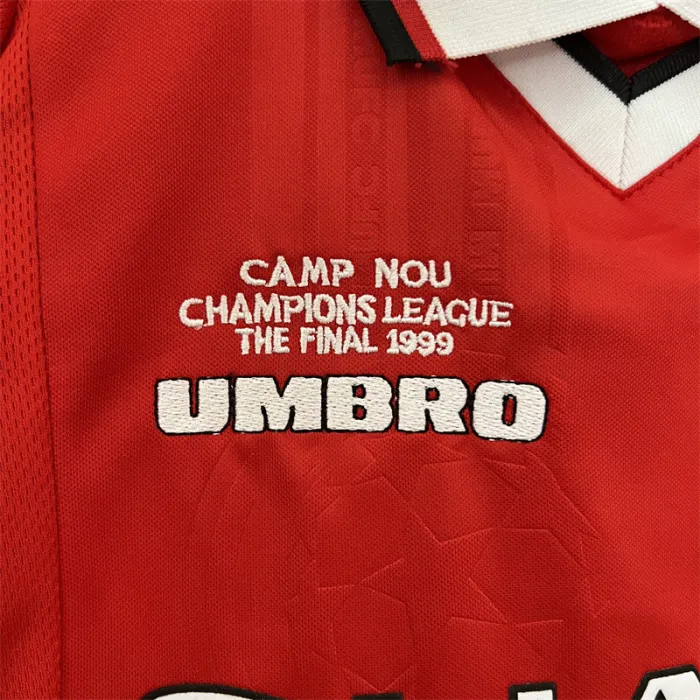 CAMP NOU
CHAMPIONS LEAGUE
THE FINAL 1999
UMBRO